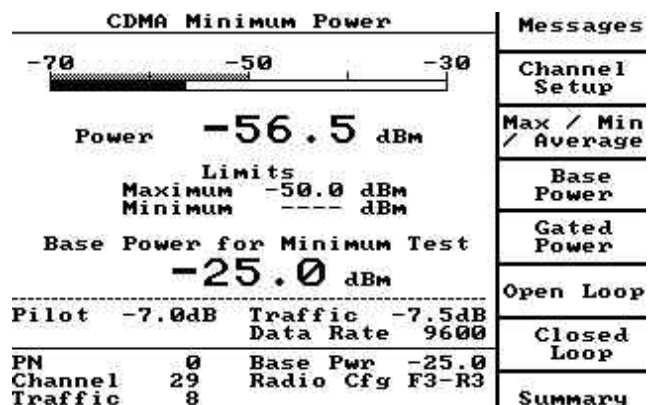 CDMA Minimum Power
-70 -50 -30
Power -56.5 dBm
Limits
Maximum -50.0 dBm
Minimum ---- dBm
Base Power for Minimum Test
-25.0 dBm
Pilot -7.0dB Traffic -7.5dB
Data Rate 9600
PN 0 Base Pwr -25.0
Channel 29 Radio Cfg F3-R3
Traffic 8
Messages
Channel
Setup
Max / Min
/ Average
Base
Power
Gated
Power
Open Loop
Closed
Loop
Summary